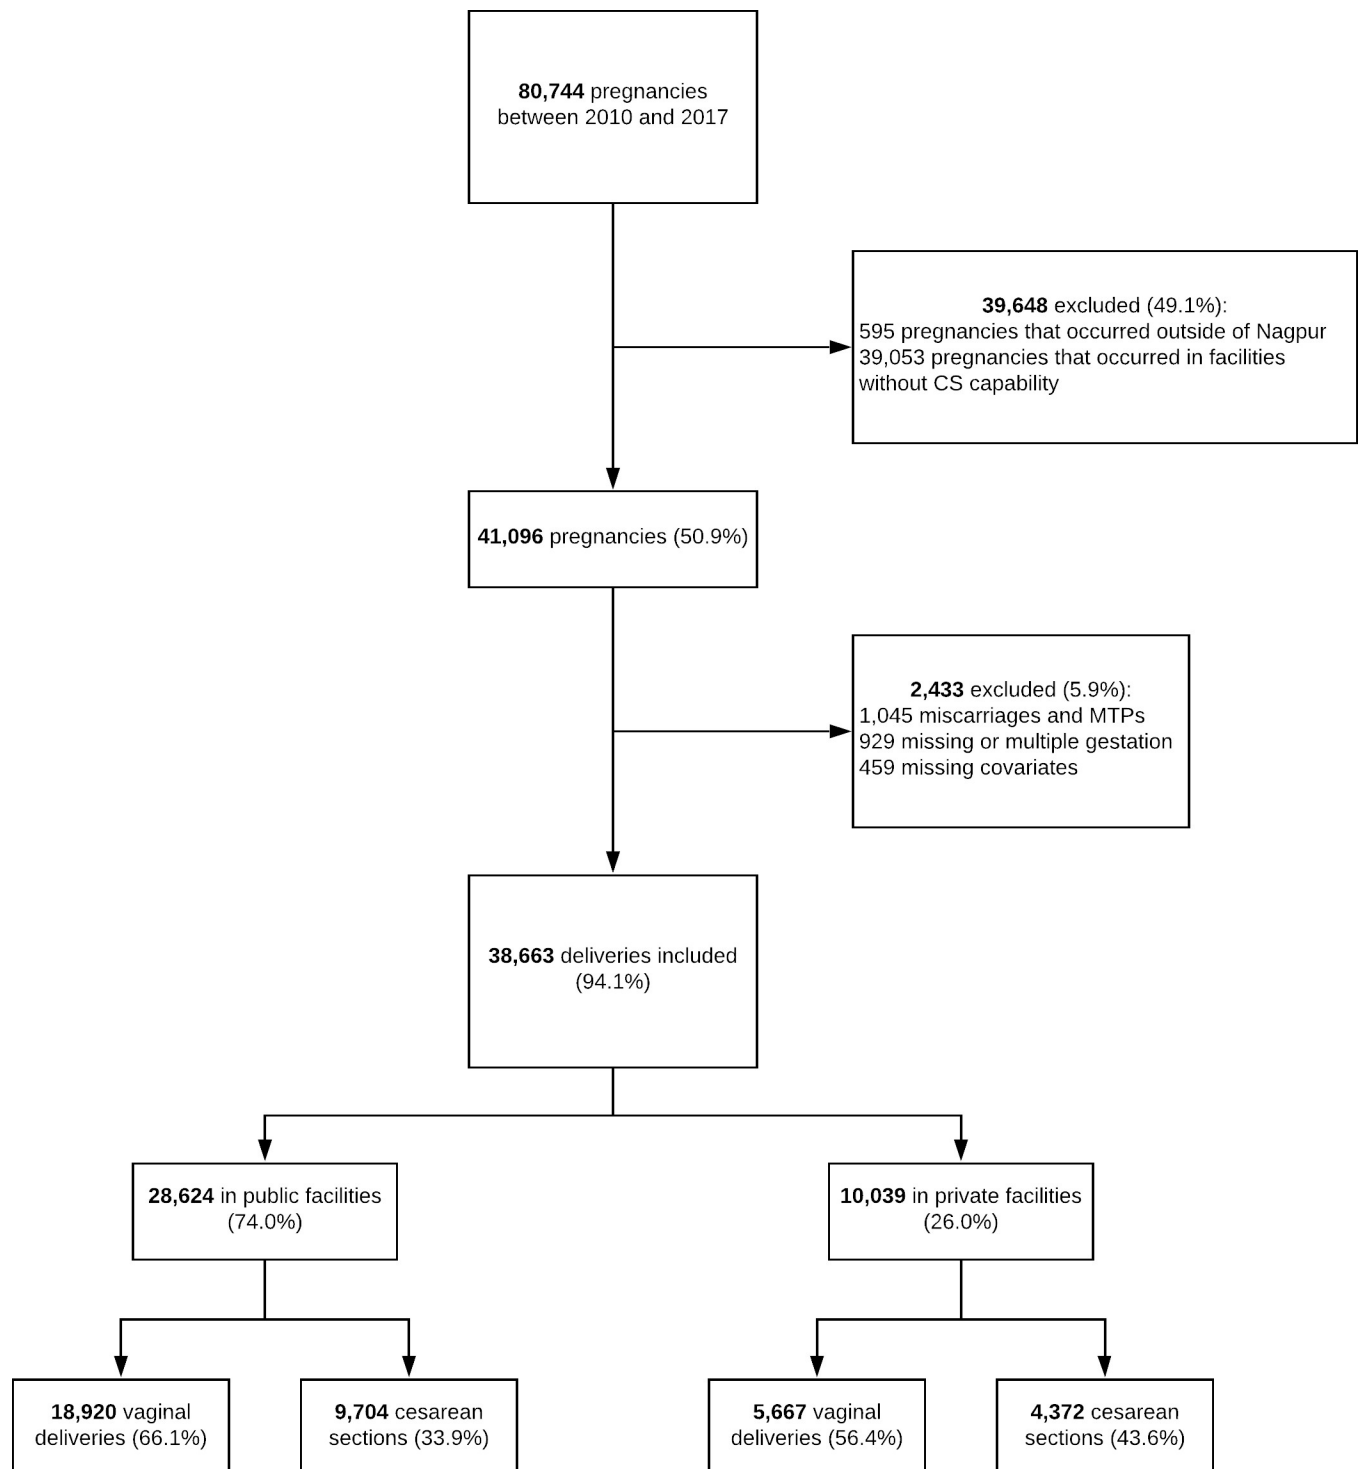 80,744 pregnancies
between 2010 and 2017
39,648 excluded (49.1%):
595 pregnancies that occurred outside of Nagpur
39,053 pregnancies that occurred in facilities
without CS capability
41,096 pregnancies (50.9%)
2,433 excluded (5.9%):
1,045 miscarriages and MTPs
929 missing or multiple gestation
459 missing covariates
38,663 deliveries included
(94.1%)
28,624 in public facilities
(74.0%)
10,039 in private facilities
(26.0%)
18,920 vaginal
deliveries (66.1%)
9,704 cesarean
sections (33.9%)
5,667 vaginal
deliveries (56.4%)
4,372 cesarean
sections (43.6%)